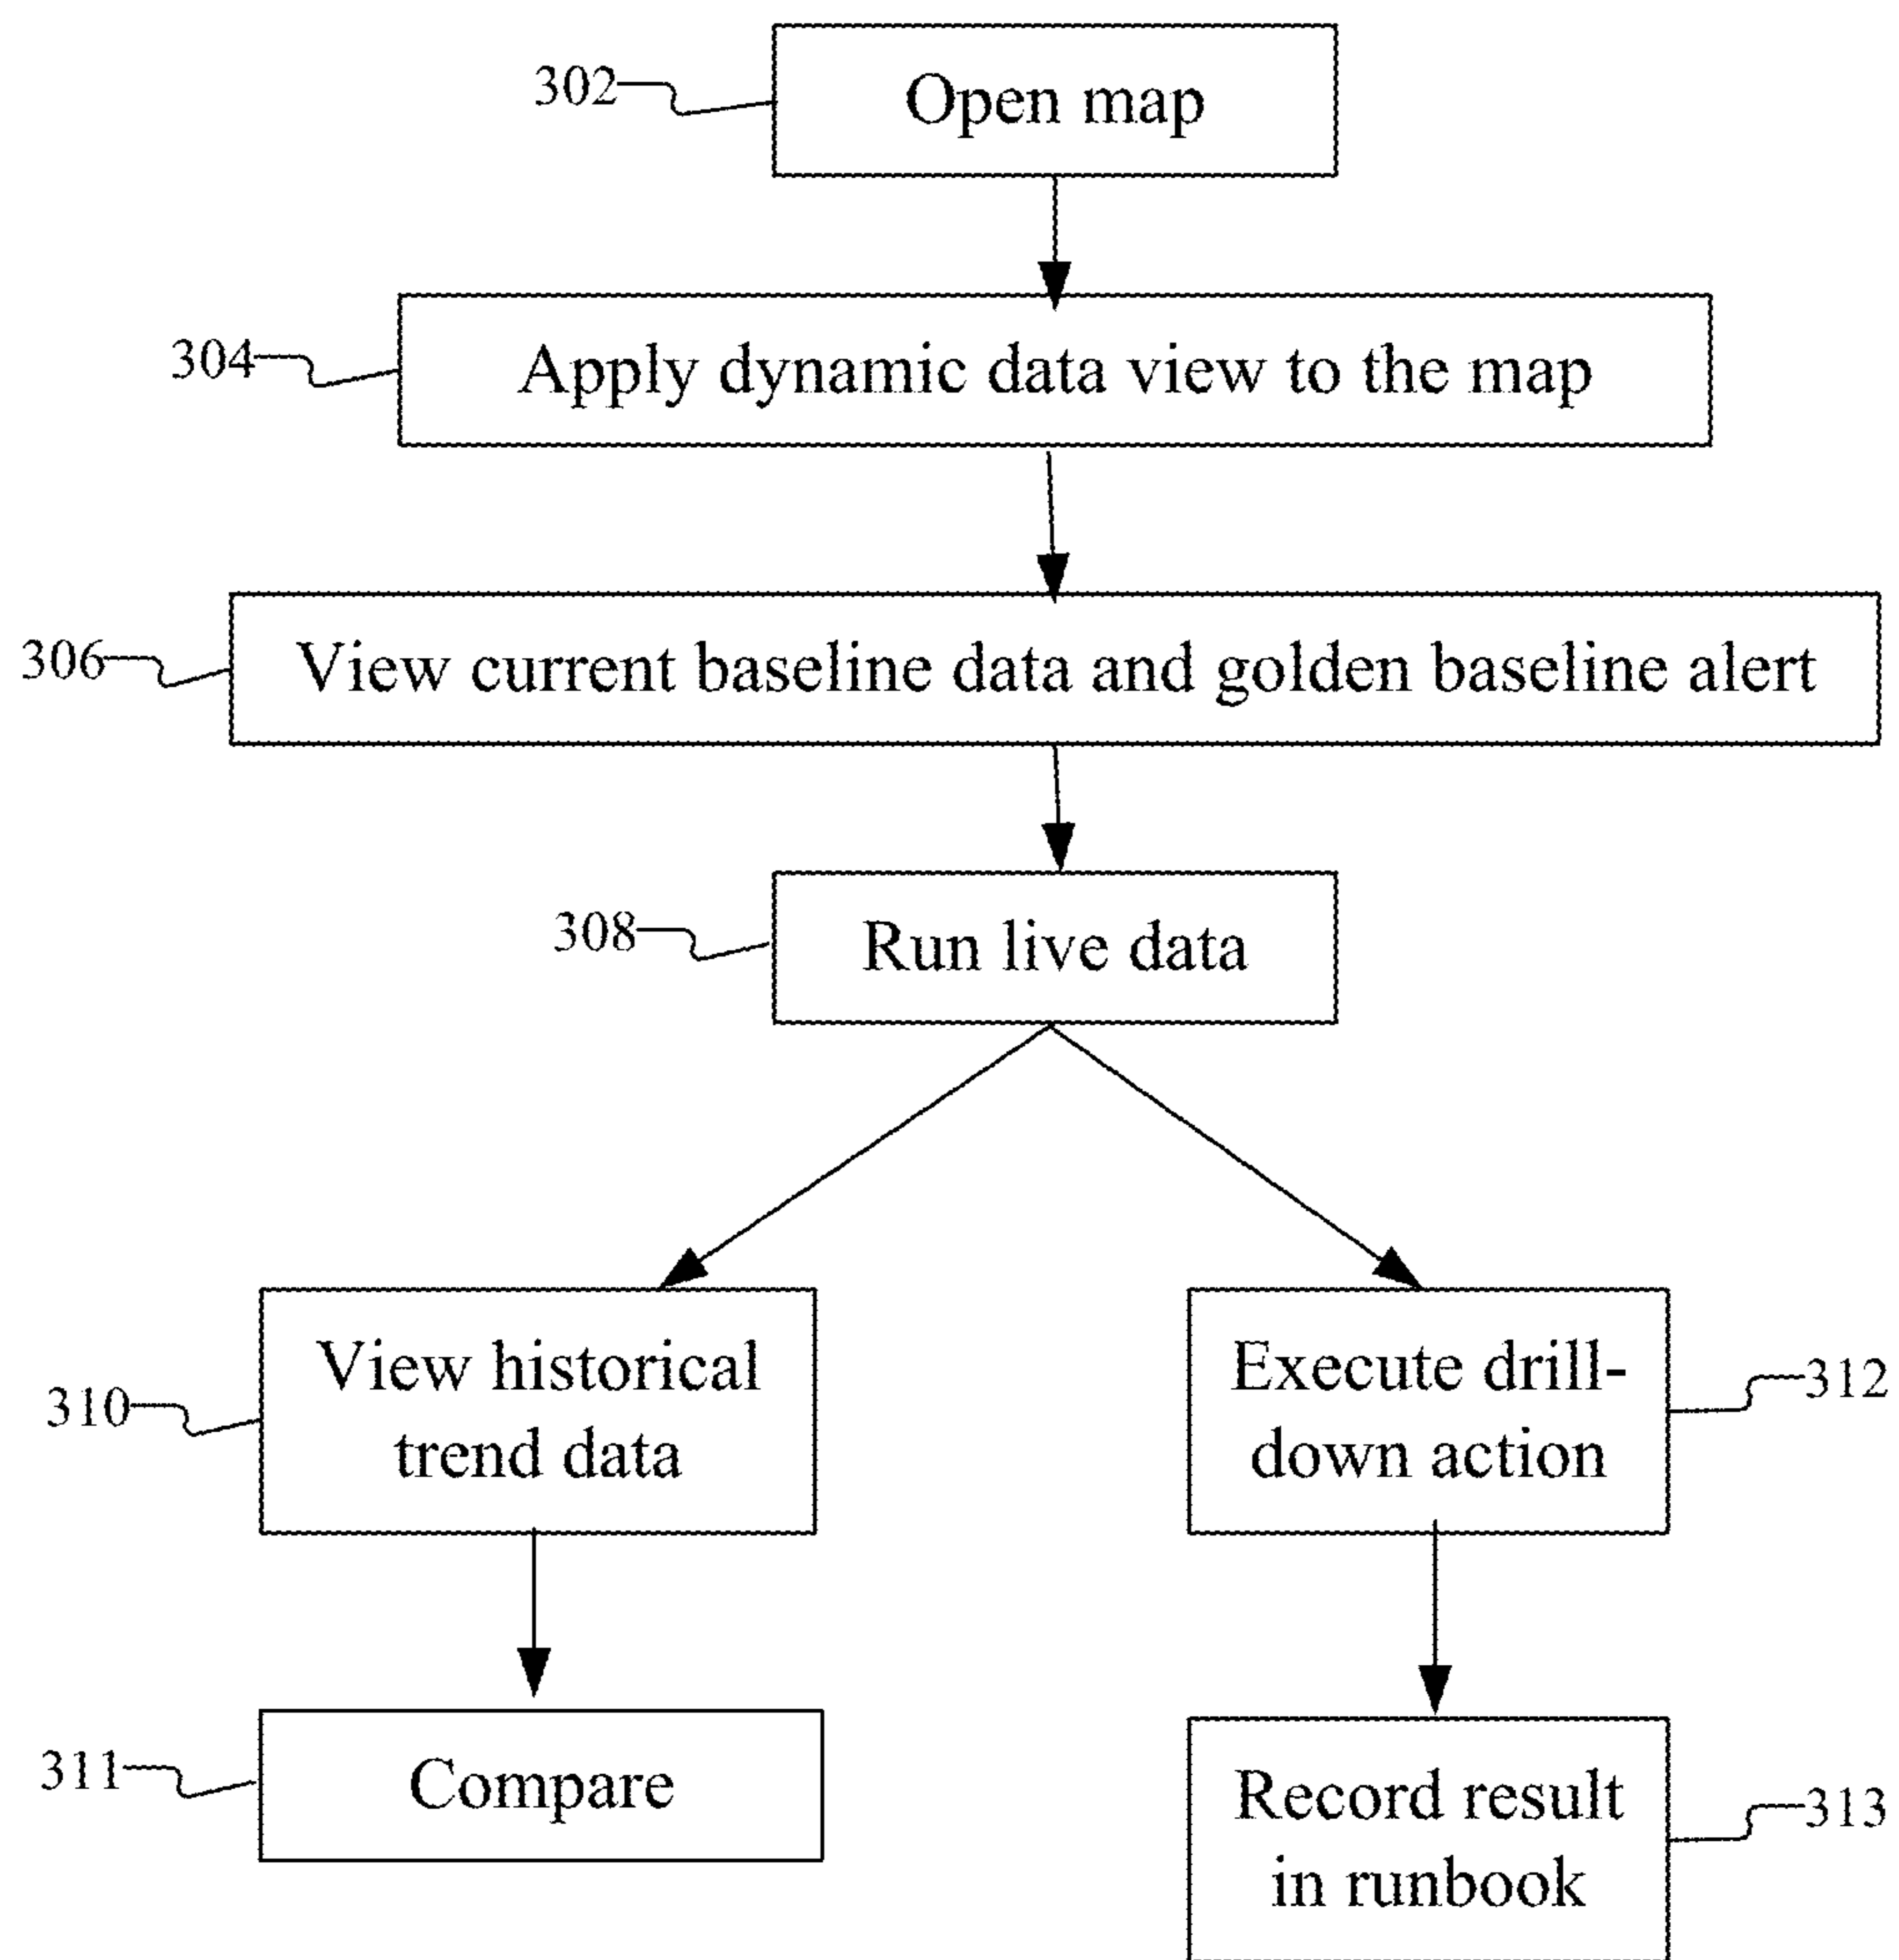 302
Open map
304
Apply dynamic data view to the map
306
View current baseline data and golden baseline alert
308
Run live data
310
View historical
trend data
Execute drill-
down action
312
311
Compare
Record result
in runbook
313